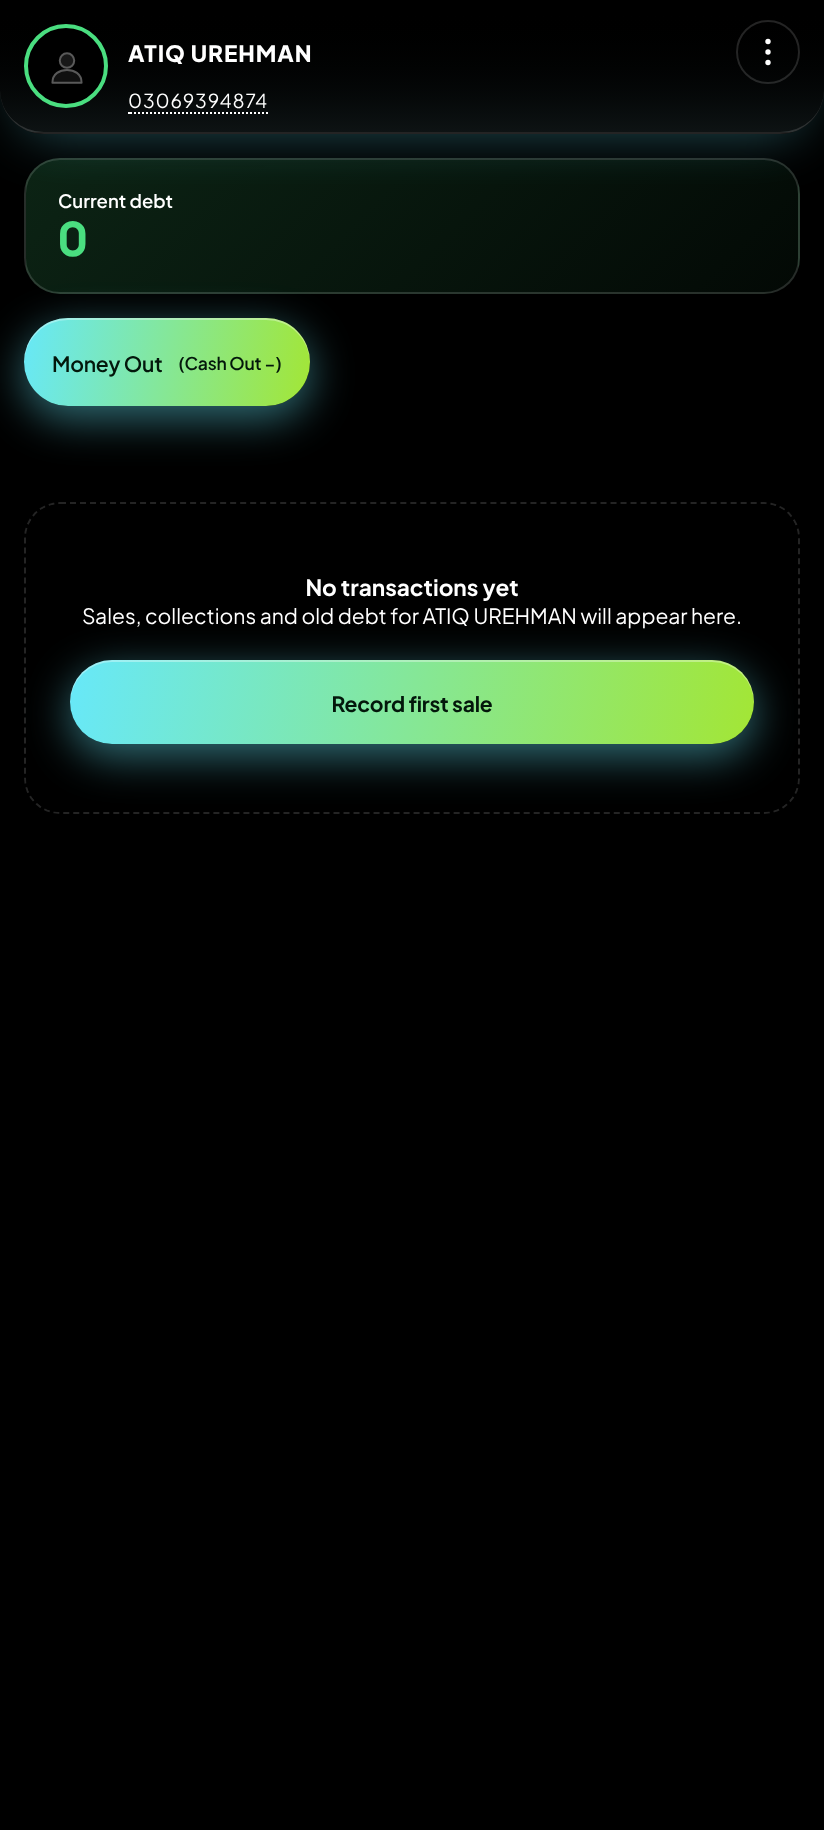 ATIQ UREHMAN
03069394874
Current debt
0
Money Out (Cash Out −)
No transactions yet
Sales, collections and old debt for ATIQ UREHMAN will appear here.
Record first sale